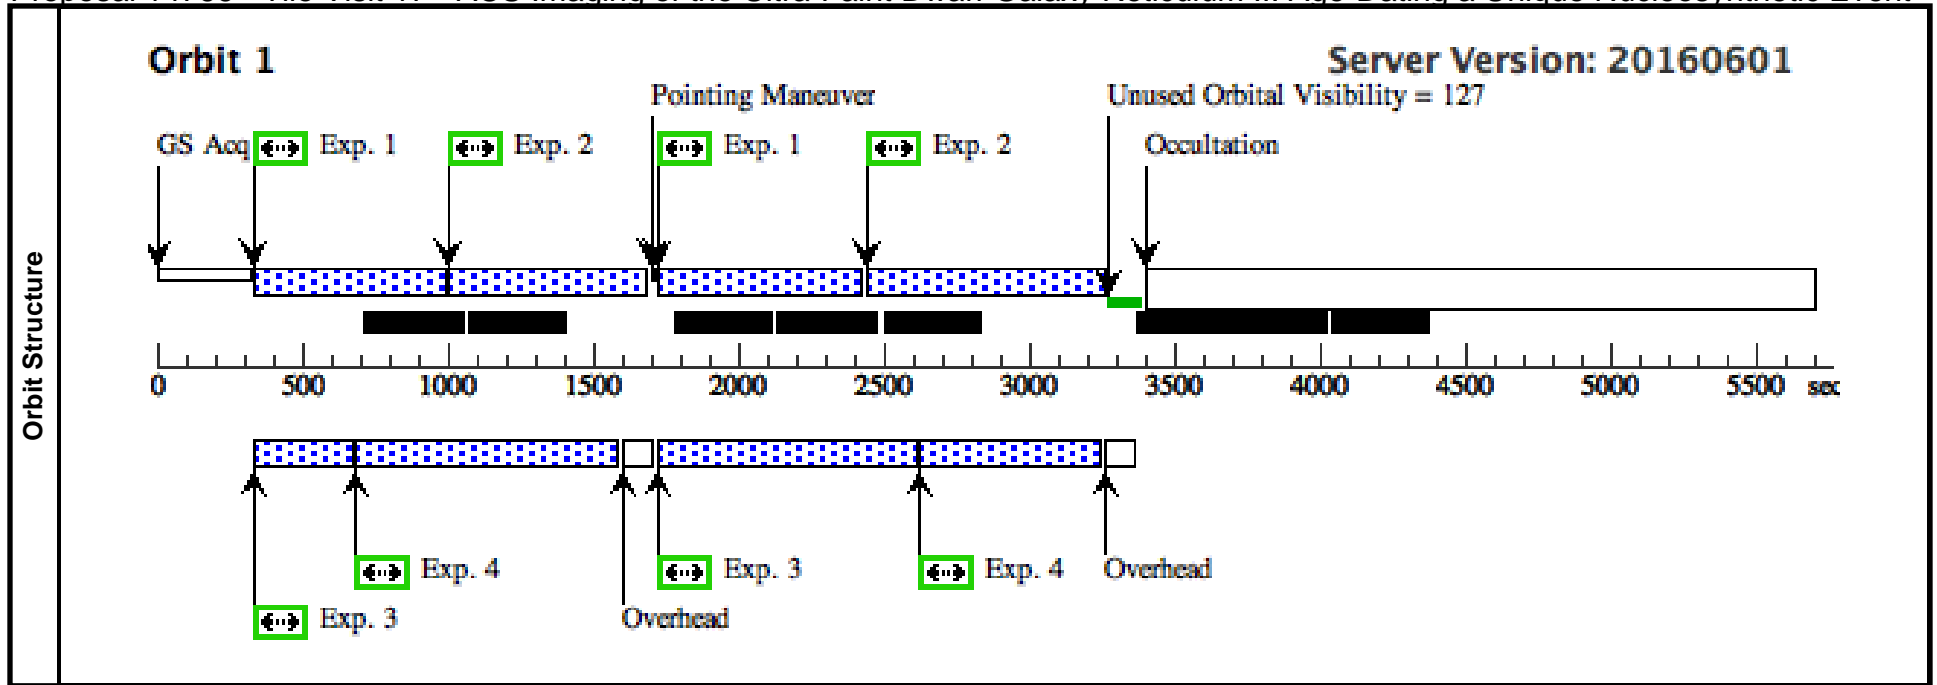 Orbit 1
Server Version: 20160601
Pointing Maneuver
Unused Orbital Visibility = 127
GS Acq
Exp. 1
Exp. 2
Exp. 1
Exp. 2
Occultation
Orbit Structure
0 500 1000 1500 2000 2500 3000 3500 4000 4500 5000 5500 sec
Exp. 4
Exp. 3
Exp. 4
Overhead
Exp. 3
Overhead